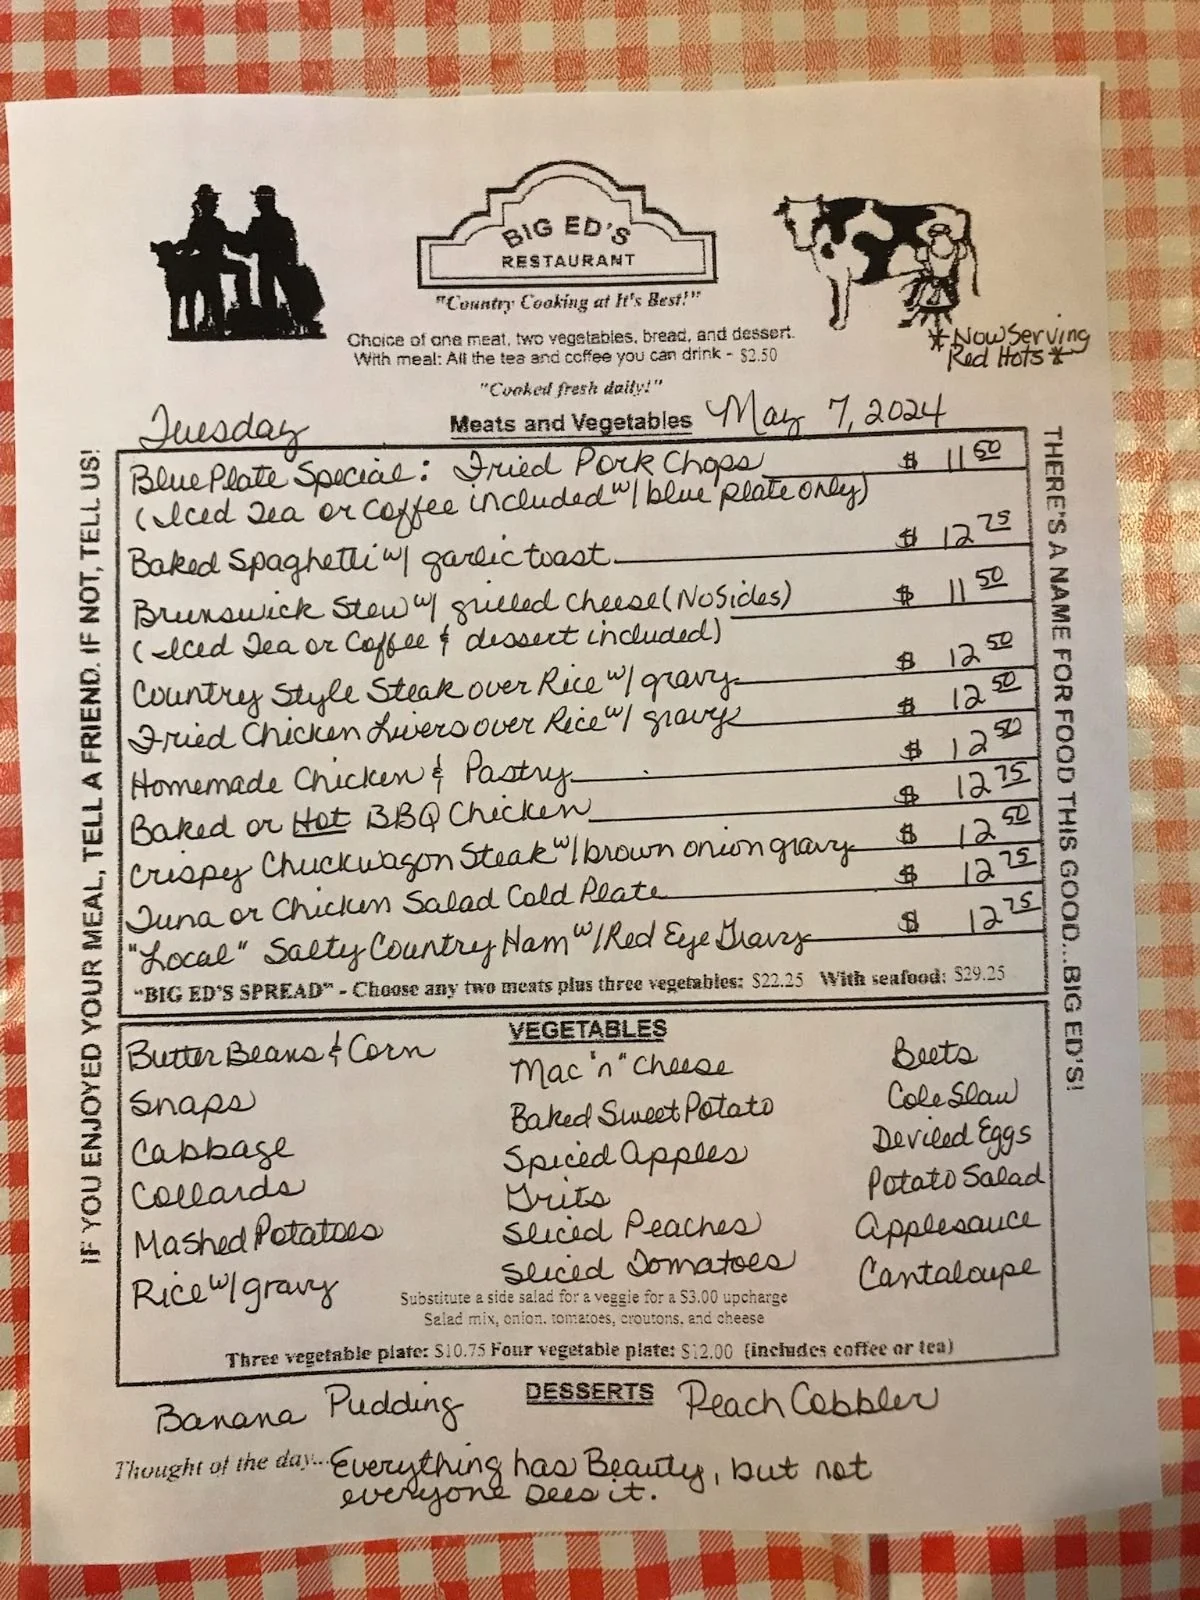 BIG ED'S
RESTAURANT
"Country Cooking at It's Best!"
Choice of one meat, two vegetables, bread, and dessert.
With meal: All the tea and coffee you can drink - $2.50
*Now Serving
Red Hots*
"Cooked fresh daily!"
Tuesday Meats and Vegetables May 7, 2024
IF YOU ENJOYED YOUR MEAL, TELL A FRIEND. IF NOT, TELL US!
Blue Plate Special: Fried Pork Chops $ 11 50
(Iced Tea or Coffee included w/ blue plate only)
Baked Spaghetti w/ garlic toast $ 12 75
Brunswick Stew w/ grilled cheese (No Sides) $ 11 50
(Iced Tea or Coffee & dessert included)
Country Style Steak over Rice w/ gravy $ 12 50
Fried Chicken Livers over Rice w/ gravy $ 12 50
Homemade Chicken & Pastry $ 12 50
Baked or Hot BBQ Chicken $ 12 75
Crispy Chuckwagon Steak w/ brown onion gravy $ 12 50
Tuna or Chicken Salad Cold Plate $ 12 75
"Local" Salty Country Ham w/ Red Eye Gravy $ 12 75
"BIG ED'S SPREAD" - Choose any two meats plus three vegetables: $22.25 With seafood: $29.25
THERE'S A NAME FOR FOOD THIS GOOD...BIG ED'S!
VEGETABLES
Butter Beans & Corn Mac "n" Cheese Beets
Snaps Baked Sweet Potato Cole Slaw
Cabbage Spiced Apples Deviled Eggs
Collards Grits Potato Salad
Mashed Potatoes Sliced Peaches Applesauce
Rice w/ gravy Sliced Tomatoes Cantaloupe
Substitute a side salad for a veggie for a $3.00 upcharge
Salad mix, onion, tomatoes, croutons, and cheese
Three vegetable plate: $10.75 Four vegetable plate: $12.00 (includes coffee or tea)
DESSERTS
Banana Pudding Peach Cobbler
Thought of the day... Everything has Beauty, but not
everyone sees it.